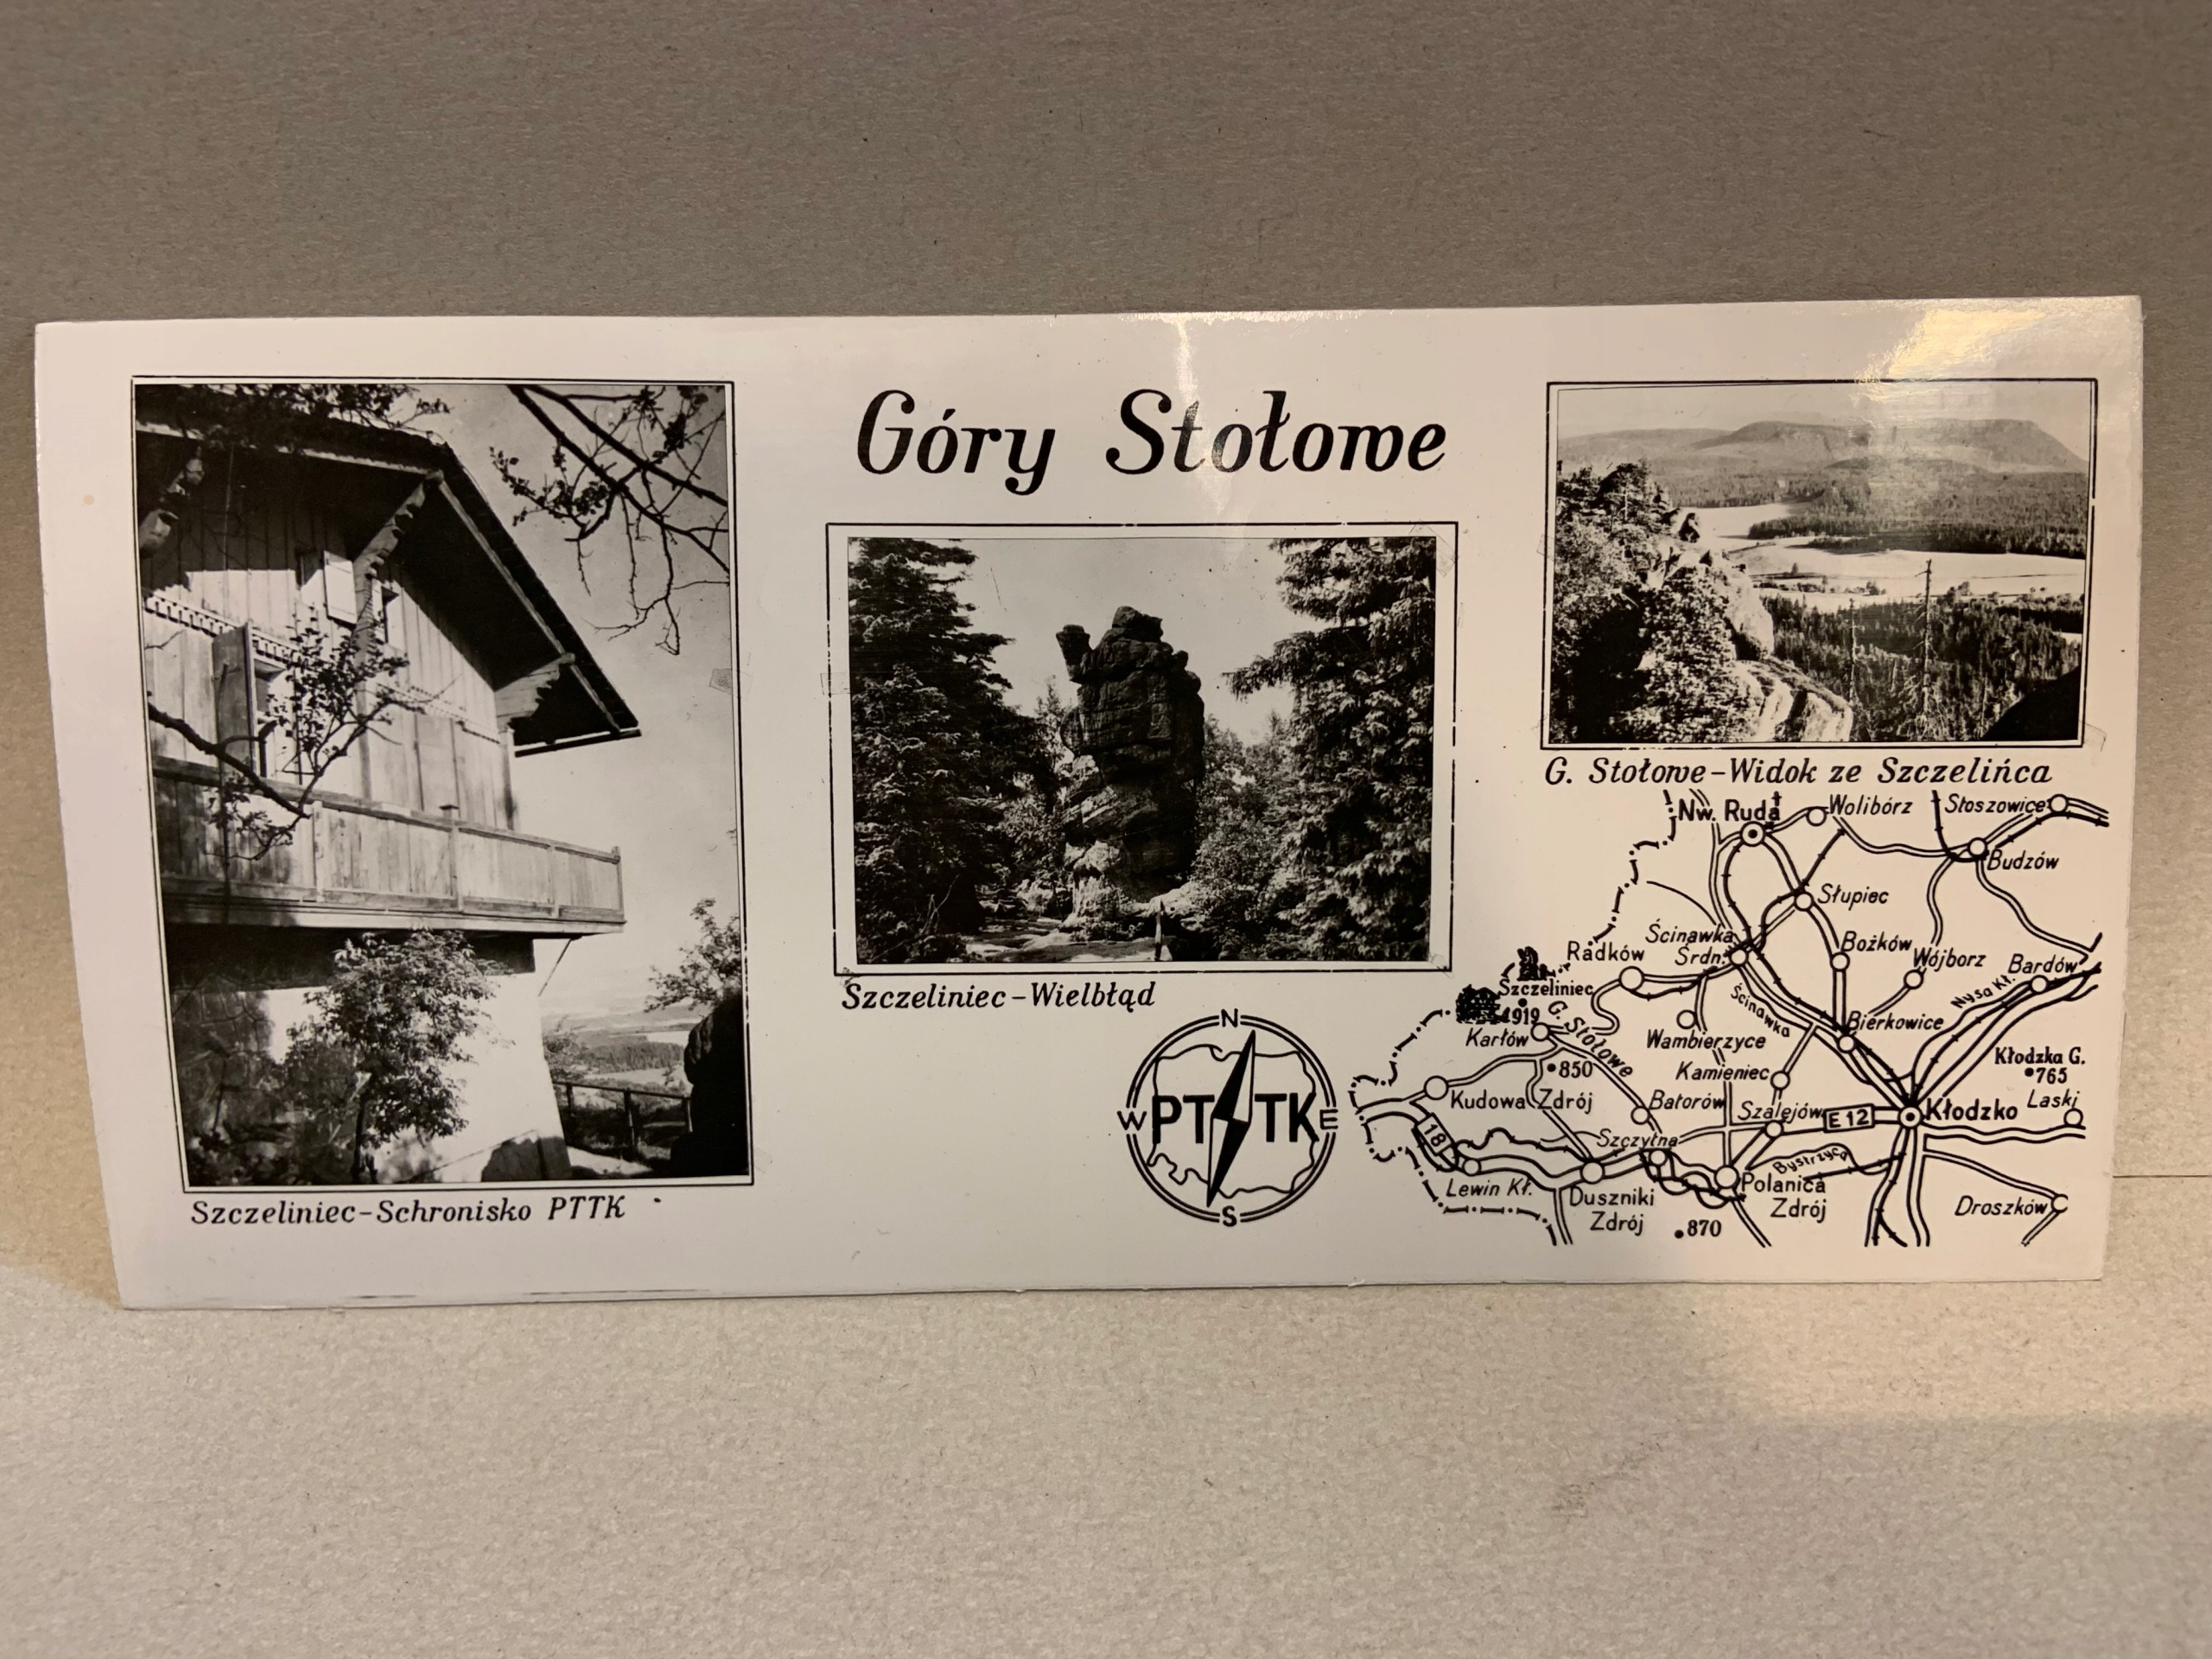 Góry Stołowe
Szczeliniec-Schronisko PTTK
Szczeliniec-Wielbłąd
G. Stołowe-Widok ze Szczelińca
N
W PTTK E
S
Nw. Ruda
Wolibórz
Stoszowice
Budzów
Słupiec
Ścinawka
Srdn.
Radków
Bożków
Wójborz
Bardów
Nysa Kł.
Szczeliniec
919
G. Stołowe
Karłów
Ścinawka
Wambierzyce
Bierkowice
Kłodzka G.
765
850
Kamieniec
Kudowa Zdrój
Batorów
Szalejów
E 12
Kłodzko
Laski
18
Szczytna
Bystrzyca
Lewin Kł.
Duszniki
Zdrój
Polanica
Zdrój
Droszków
870